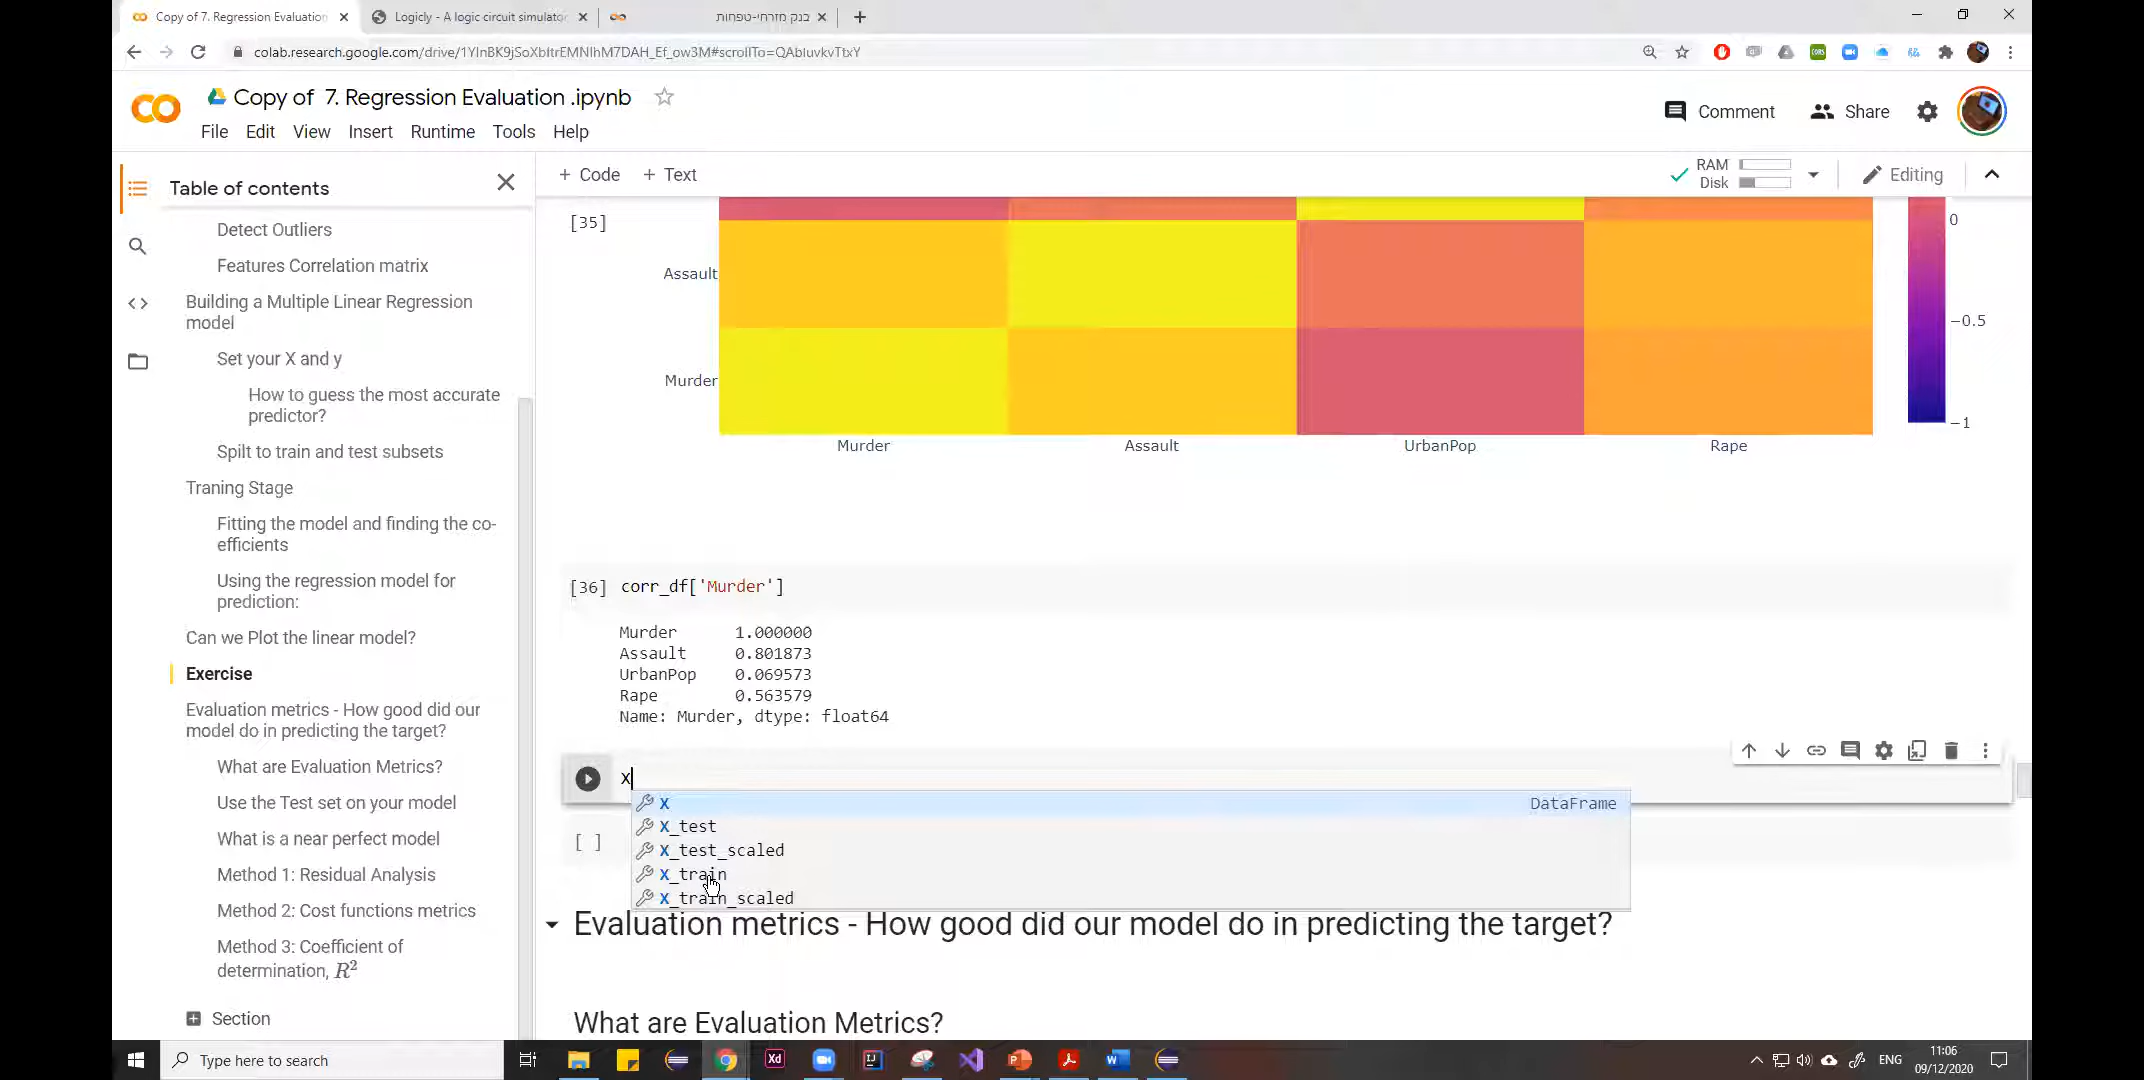 Copy of 7. Regression Evaluation
Logicly - A logic circuit simulator
בנק מזרחי-טפחות
colab.research.google.com/drive/1YInBK9jSoXbItrEMNIhM7DAH_Ef_ow3M#scrollTo=QAbIuvkvTtxY
Copy of 7. Regression Evaluation .ipynb
File Edit View Insert Runtime Tools Help
Comment Share
+ Code + Text
RAM
Disk
Editing
Table of contents
Detect Outliers
Features Correlation matrix
Building a Multiple Linear Regression
model
Set your X and y
How to guess the most accurate
predictor?
Spilt to train and test subsets
Traning Stage
Fitting the model and finding the co-
efficients
Using the regression model for
prediction:
Can we Plot the linear model?
Exercise
Evaluation metrics - How good did our
model do in predicting the target?
What are Evaluation Metrics?
Use the Test set on your model
What is a near perfect model
Method 1: Residual Analysis
Method 2: Cost functions metrics
Method 3: Coefficient of
determination, R²
Section
[35]
Assault
Murder
Murder Assault UrbanPop Rape
0
−0.5
−1
[36] corr_df['Murder']
Murder 1.000000
Assault 0.801873
UrbanPop 0.069573
Rape 0.563579
Name: Murder, dtype: float64
x
X DataFrame
X_test
X_test_scaled
X_train
X_train_scaled
[ ]
Evaluation metrics - How good did our model do in predicting the target?
What are Evaluation Metrics?
Type here to search
Xd
IJ
ENG
11:06
09/12/2020